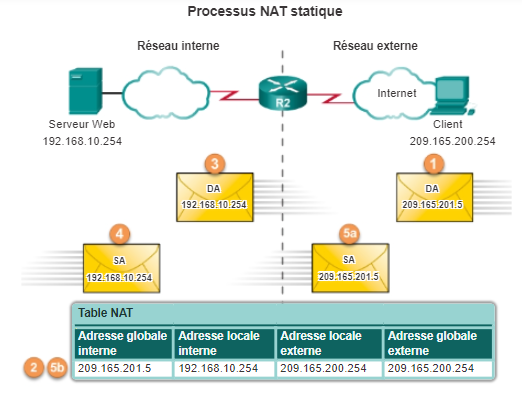 Processus NAT statique
Réseau interne
Réseau externe
R2
Internet
Serveur Web
192.168.10.254
Client
209.165.200.254
3
DA
192.168.10.254
1
DA
209.165.201.5
4
SA
192.168.10.254
5a
SA
209.165.201.5
Table NAT
Adresse globale interne
Adresse locale interne
Adresse locale externe
Adresse globale externe
2 5b
209.165.201.5 192.168.10.254 209.165.200.254 209.165.200.254